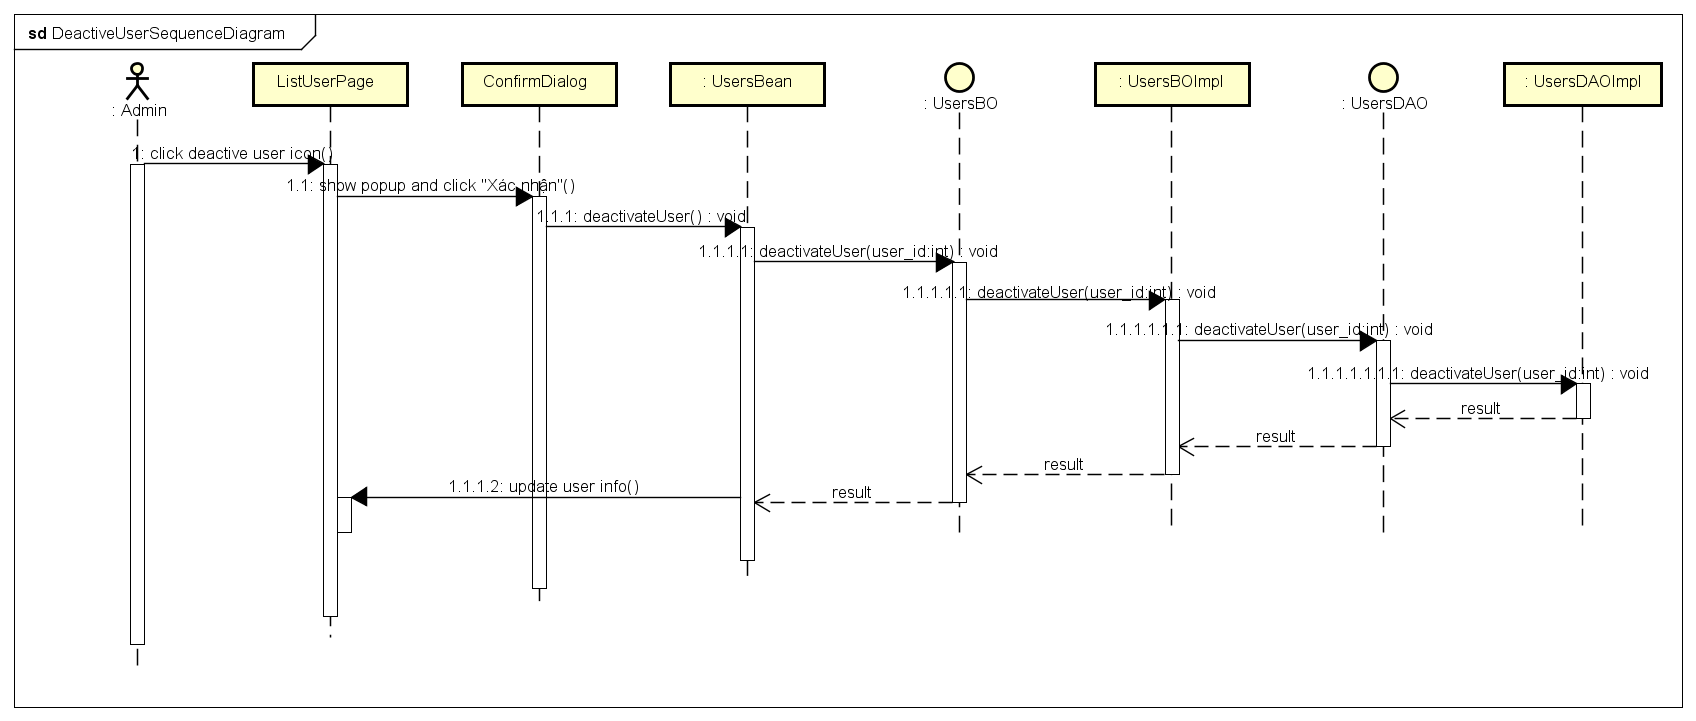 sd DeactiveUserSequenceDiagram
: Admin
ListUserPage
ConfirmDialog
: UsersBean
: UsersBO
: UsersBOImpl
: UsersDAO
: UsersDAOImpl
1: click deactive user icon()
1.1: show popup and click "Xác nhận"()
1.1.1: deactivateUser() : void
1.1.1.1: deactivateUser(user_id:int) : void
1.1.1.1.1: deactivateUser(user_id:int) : void
1.1.1.1.1.1: deactivateUser(user_id:int) : void
1.1.1.1.1.1.1: deactivateUser(user_id:int) : void
result
result
result
1.1.1.2: update user info()
result